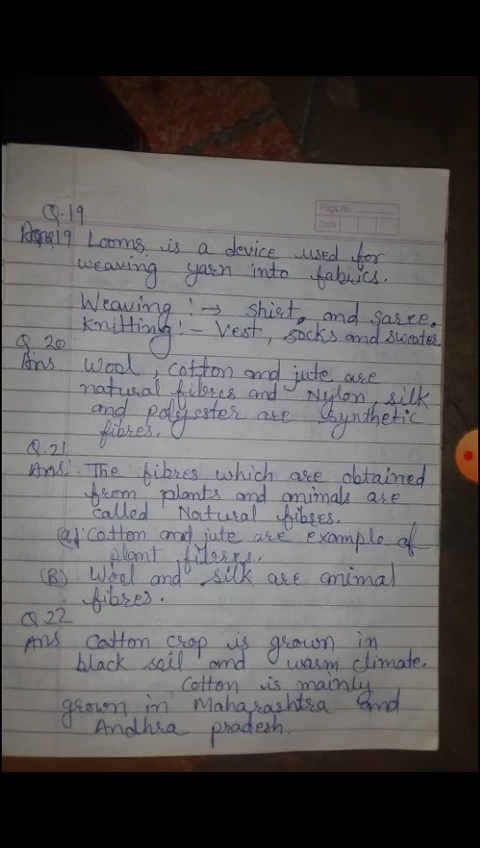 Page No.
Date
Q.19
Ans19 Looms is a device used for
weaving yarn into fabrics.
Weaving :→ Shirt, and saree.
Knitting :- Vest, socks and sweater
Q 20
Ans. Wool, cotton and jute are
natural fibres and Nylon, silk
and polyester are synthetic
fibres.
Q.21
Ans: The fibres which are obtained
from plants and animals are
called Natural fibres.
(a) Cotton and jute are example of
plant fibres.
(B) Wool and silk are animal
fibres.
Q.22
Ans Cotton crop is grown in
black soil and warm climate.
Cotton is mainly
grown in Maharashtra and
Andhra pradesh.